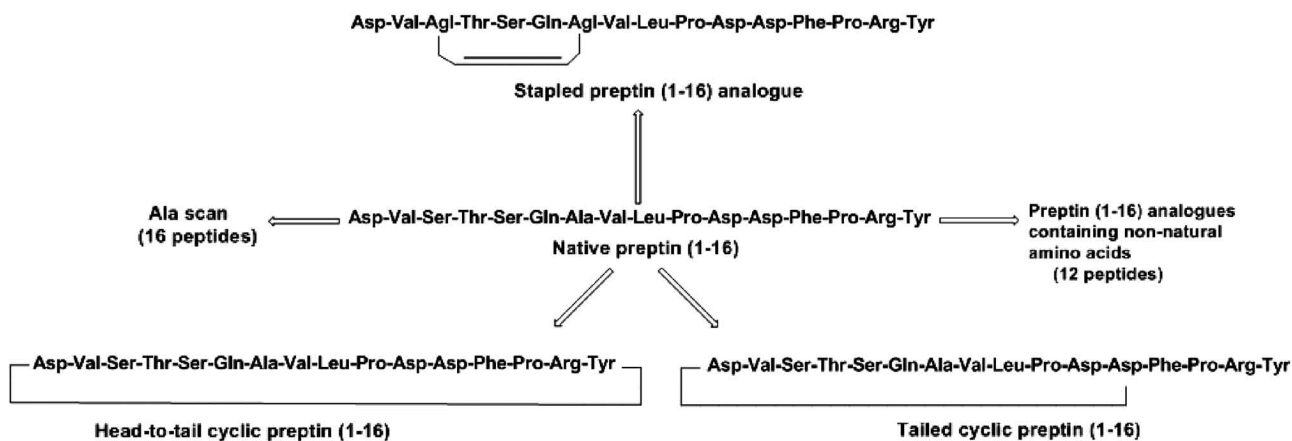 Asp-Val-Agl-Thr-Ser-Gln-Agl-Val-Leu-Pro-Asp-Asp-Phe-Pro-Arg-Tyr
Stapled preptin (1-16) analogue
Ala scan
(16 peptides)
Asp-Val-Ser-Thr-Ser-Gln-Ala-Val-Leu-Pro-Asp-Asp-Phe-Pro-Arg-Tyr
Native preptin (1-16)
Preptin (1-16) analogues
containing non-natural
amino acids
(12 peptides)
Asp-Val-Ser-Thr-Ser-Gln-Ala-Val-Leu-Pro-Asp-Asp-Phe-Pro-Arg-Tyr
Head-to-tail cyclic preptin (1-16)
Asp-Val-Ser-Thr-Ser-Gln-Ala-Val-Leu-Pro-Asp-Asp-Phe-Pro-Arg-Tyr
Tailed cyclic preptin (1-16)